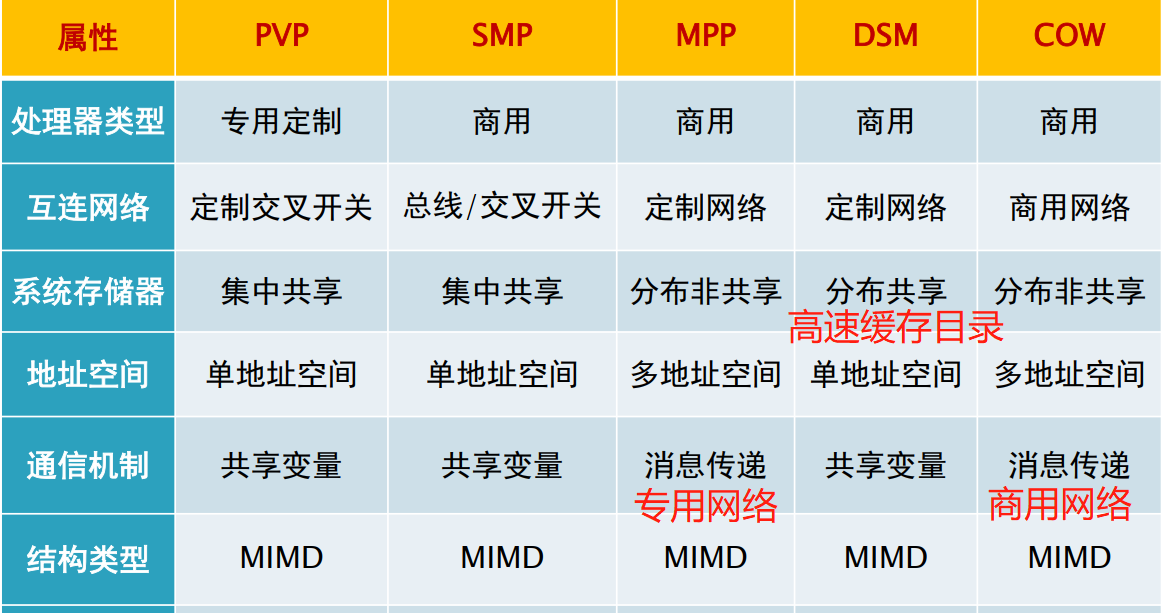 属性 PVP SMP MPP DSM COW
处理器类型 专用定制 商用 商用 商用 商用
互连网络 定制交叉开关 总线/交叉开关 定制网络 定制网络 商用网络
系统存储器 集中共享 集中共享 分布非共享 分布共享 分布非共享
高速缓存目录
地址空间 单地址空间 单地址空间 多地址空间 单地址空间 多地址空间
通信机制 共享变量 共享变量 消息传递 共享变量 消息传递
专用网络 商用网络
结构类型 MIMD MIMD MIMD MIMD MIMD